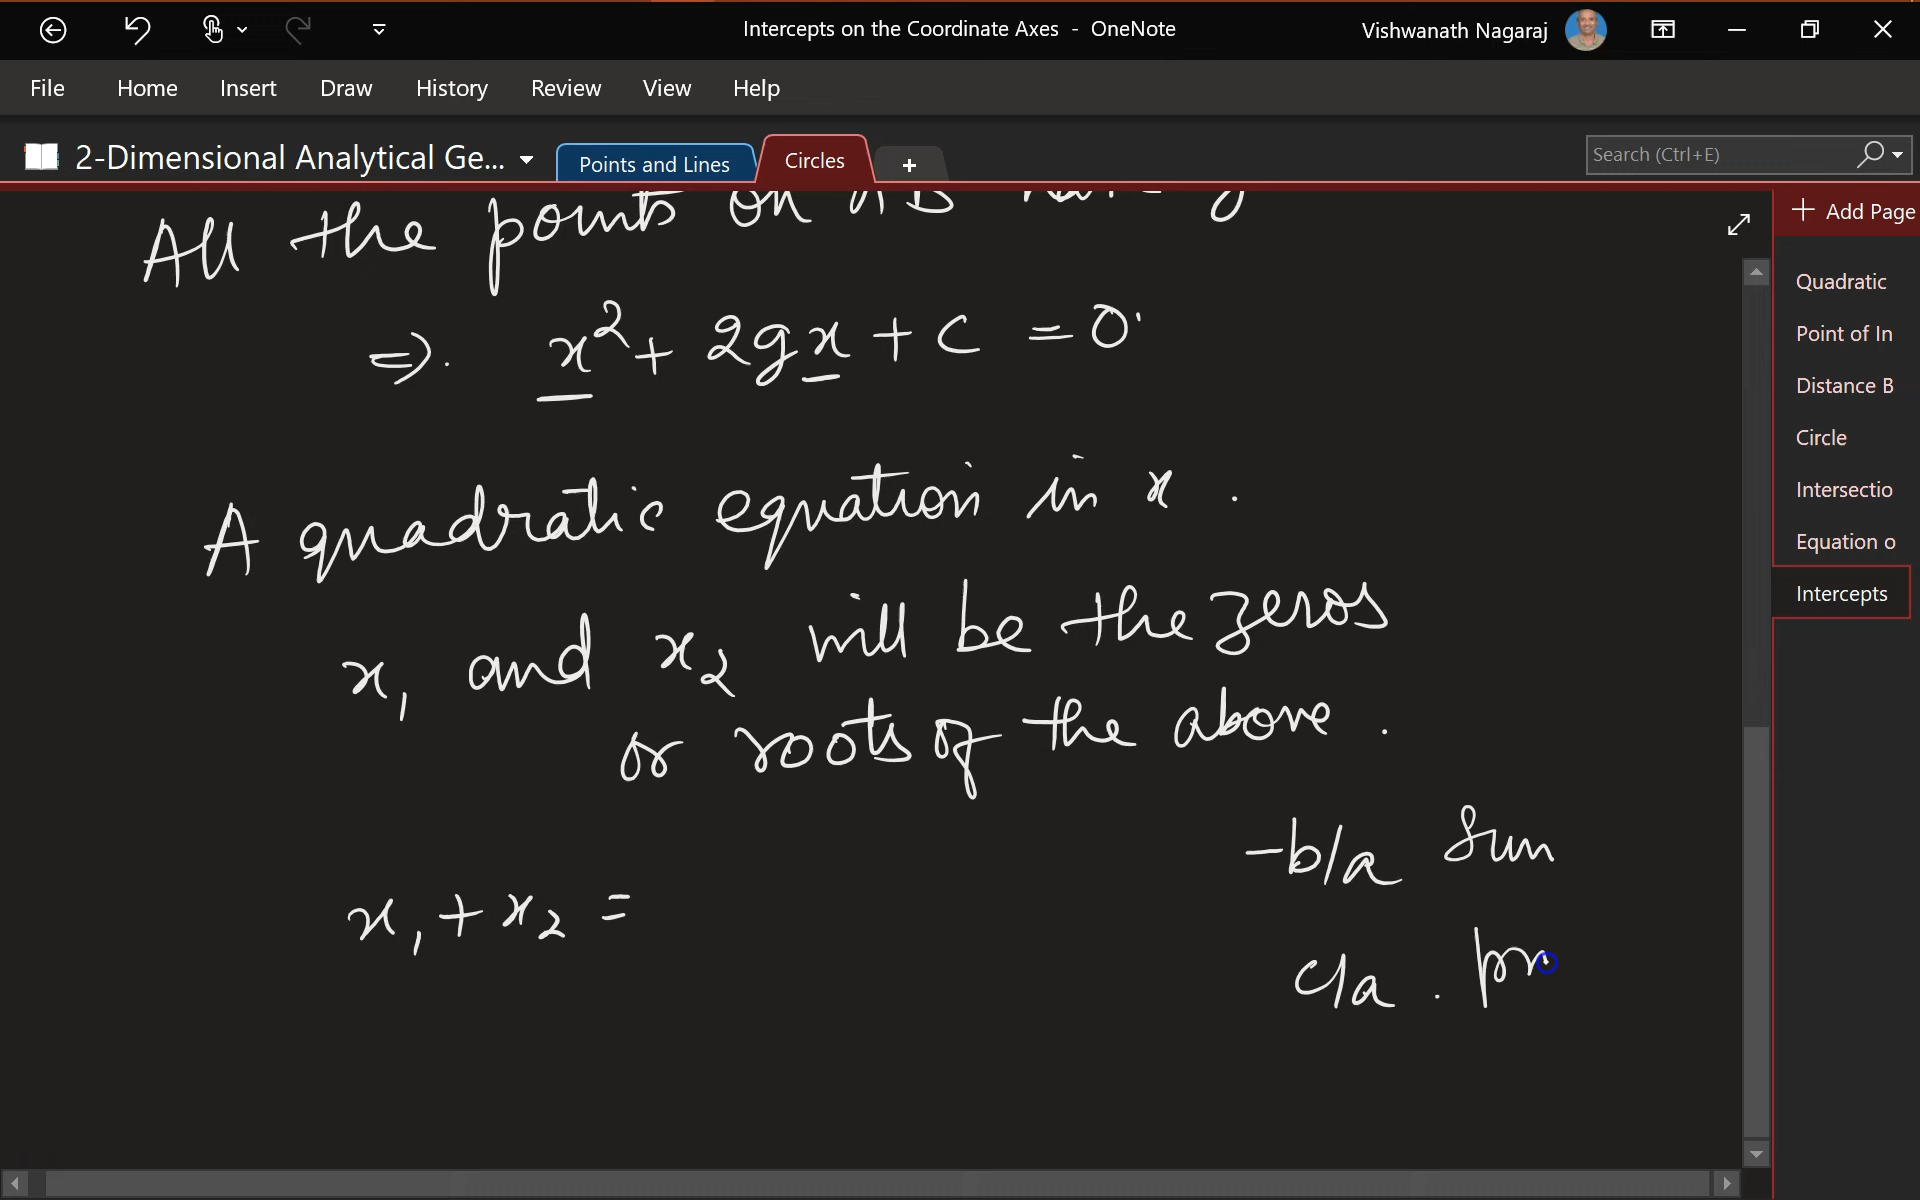 Intercepts on the Coordinate Axes - OneNote
Vishwanath Nagaraj
File Home Insert Draw History Review View Help
2-Dimensional Analytical Ge...
Points and Lines
Circles
+
Search (Ctrl+E)
+ Add Page
Quadratic
Point of In
Distance B
Circle
Intersectio
Equation o
Intercepts
All the points on AB
=>. x² + 2gx + c = 0.
A quadratic equation in x .
x₁ and x₂ will be the zeros
or roots of the above .
-b/a Sum
x₁ + x₂ =
c/a . pr